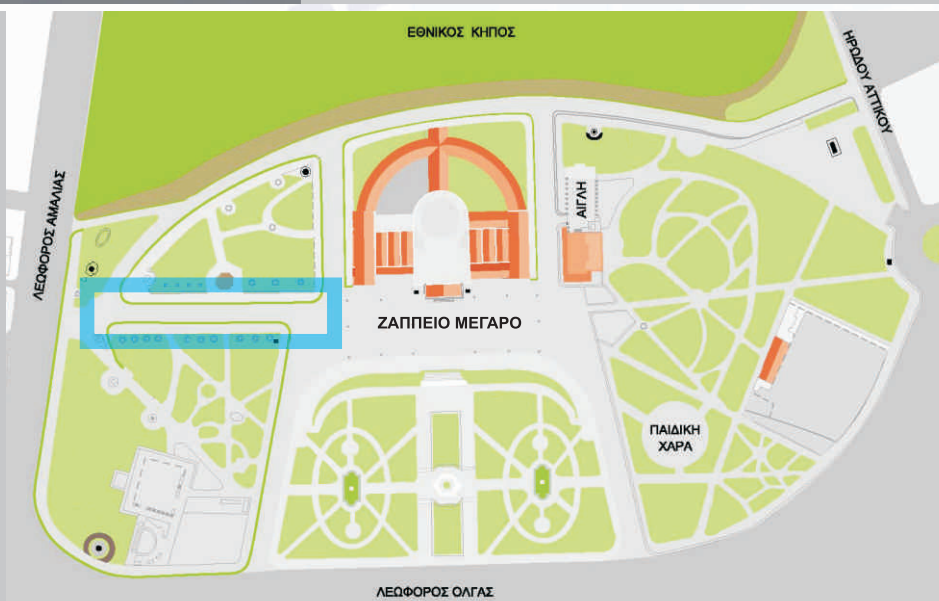 ΕΘΝΙΚΟΣ ΚΗΠΟΣ
ΗΡΩΔΟΥ ΑΤΤΙΚΟΥ
ΛΕΩΦΟΡΟΣ ΑΜΑΛΙΑΣ
ΑΙΓΛΗ
ΖΑΠΠΕΙΟ ΜΕΓΑΡΟ
ΠΑΙΔΙΚΗ
ΧΑΡΑ
ΛΕΩΦΟΡΟΣ ΟΛΓΑΣ